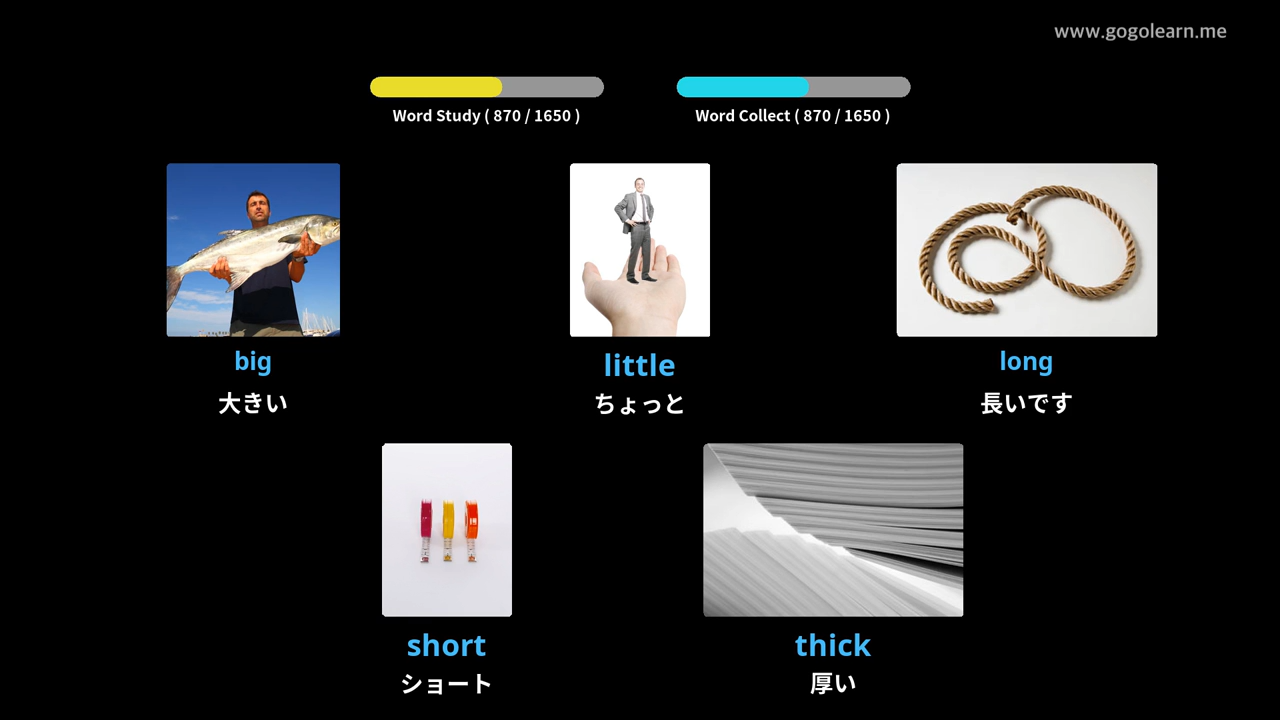 www.gogolearn.me
Word Study ( 870 / 1650 )
Word Collect ( 870 / 1650 )
big
大きい
little
ちょっと
long
長いです
short
ショート
thick
厚い